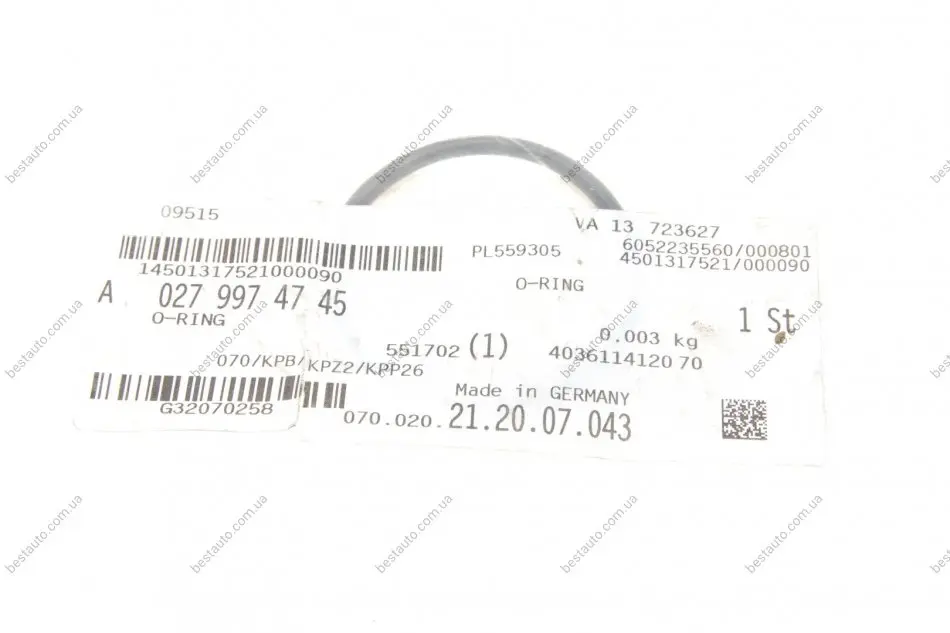 09515
VA 13 723627
PL559305
6052235560/000801
14501317521000090
4501317521/000090
O-RING
A 027 997 47 45
O-RING
1 St
0.003 kg
551702 (1)
4036114120 70
070/KPB/KPZ2/KPP26
Made in GERMANY
G32070258
070.020.21.20.07.043
bestauto.com.ua